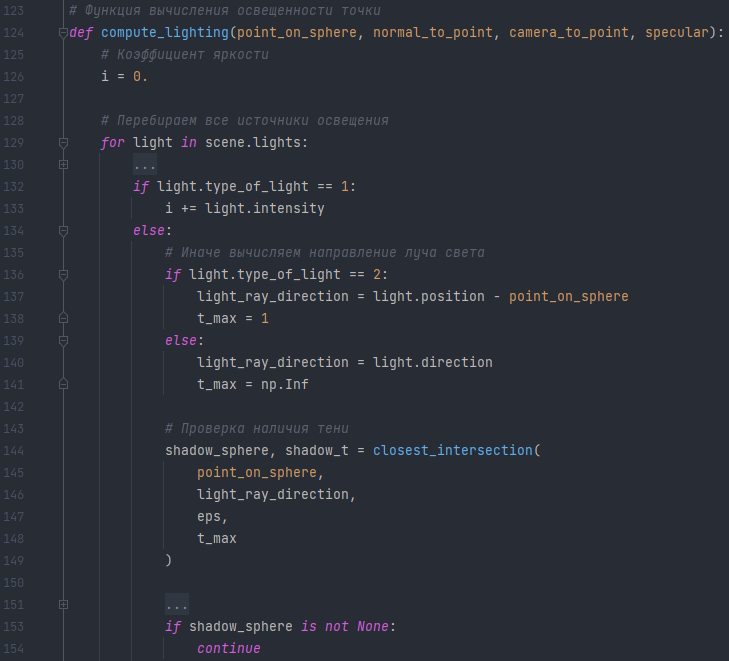 123 # Функция вычисления освещенности точки
124 def compute_lighting(point_on_sphere, normal_to_point, camera_to_point, specular):
125     # Коэффициент яркости
126     i = 0.
127
128     # Перебираем все источники освещения
129     for light in scene.lights:
130         ...
132         if light.type_of_light == 1:
133             i += light.intensity
134         else:
135             # Иначе вычисляем направление луча света
136             if light.type_of_light == 2:
137                 light_ray_direction = light.position - point_on_sphere
138                 t_max = 1
139             else:
140                 light_ray_direction = light.direction
141                 t_max = np.Inf
142
143             # Проверка наличия тени
144             shadow_sphere, shadow_t = closest_intersection(
145                 point_on_sphere,
146                 light_ray_direction,
147                 eps,
148                 t_max
149             )
150
151             ...
153             if shadow_sphere is not None:
154                 continue